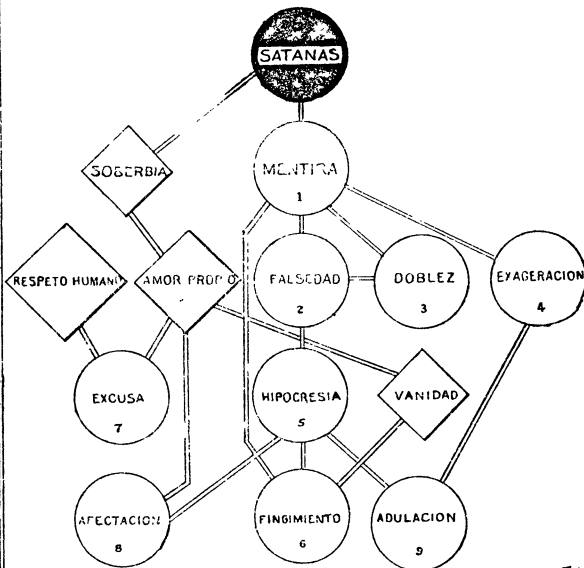 SATANAS
SOBERBIA
MENTIRA
1
RESPETO HUMANO
AMOR PROPIO
FALSEDAD
2
DOBLEZ
3
EXAGERACION
4
EXCUSA
7
HIPOCRESIA
5
VANIDAD
AFECTACION
8
FINGIMIENTO
6
ADULACION
9